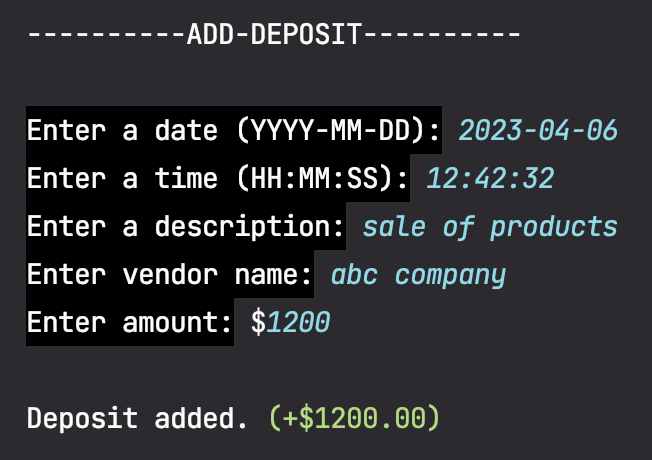 ----------ADD-DEPOSIT----------
Enter a date (YYYY-MM-DD): 2023-04-06
Enter a time (HH:MM:SS): 12:42:32
Enter a description: sale of products
Enter vendor name: abc company
Enter amount: $1200
Deposit added. (+$1200.00)